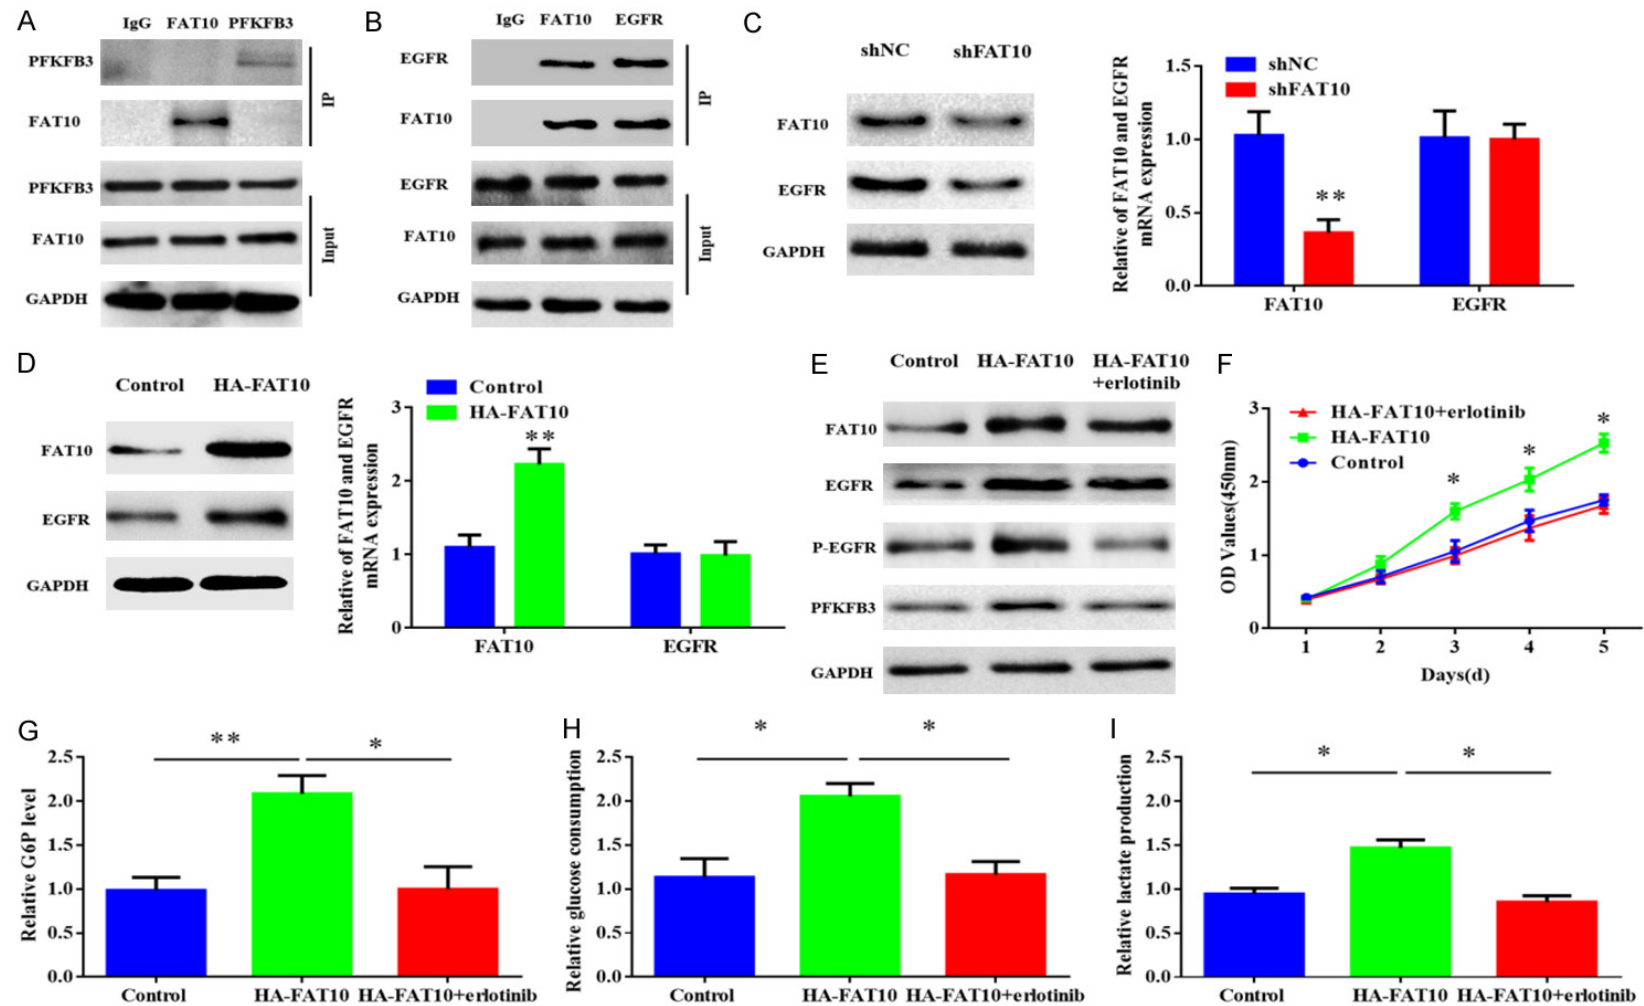 A
IgG FAT10 PFKFB3
PFKFB3
FAT10
IP
PFKFB3
FAT10
Input
GAPDH
B
IgG FAT10 EGFR
EGFR
FAT10
IP
EGFR
FAT10
Input
GAPDH
C
shNC shFAT10
FAT10
EGFR
GAPDH
Relative of FAT10 and EGFR
mRNA expression
1.5
1.0
0.5
0.0
shNC
shFAT10
**
FAT10 EGFR
D
Control HA-FAT10
FAT10
EGFR
GAPDH
Relative of FAT10 and EGFR
mRNA expression
3
2
1
0
Control
HA-FAT10
**
FAT10 EGFR
E
Control HA-FAT10 HA-FAT10
+erlotinib
FAT10
EGFR
P-EGFR
PFKFB3
GAPDH
F
OD Values(450nm)
3
2
1
0
HA-FAT10+erlotinib
HA-FAT10
Control
* * *
1 2 3 4 5
Days(d)
G
Relative G6P level
2.5
2.0
1.5
1.0
0.5
0.0
** *
Control HA-FAT10 HA-FAT10+erlotinib
H
Relative glucose consumption
2.5
2.0
1.5
1.0
0.5
0.0
* *
Control HA-FAT10 HA-FAT10+erlotinib
I
Relative lactate production
2.5
2.0
1.5
1.0
0.5
0.0
* *
Control HA-FAT10 HA-FAT10+erlotinib